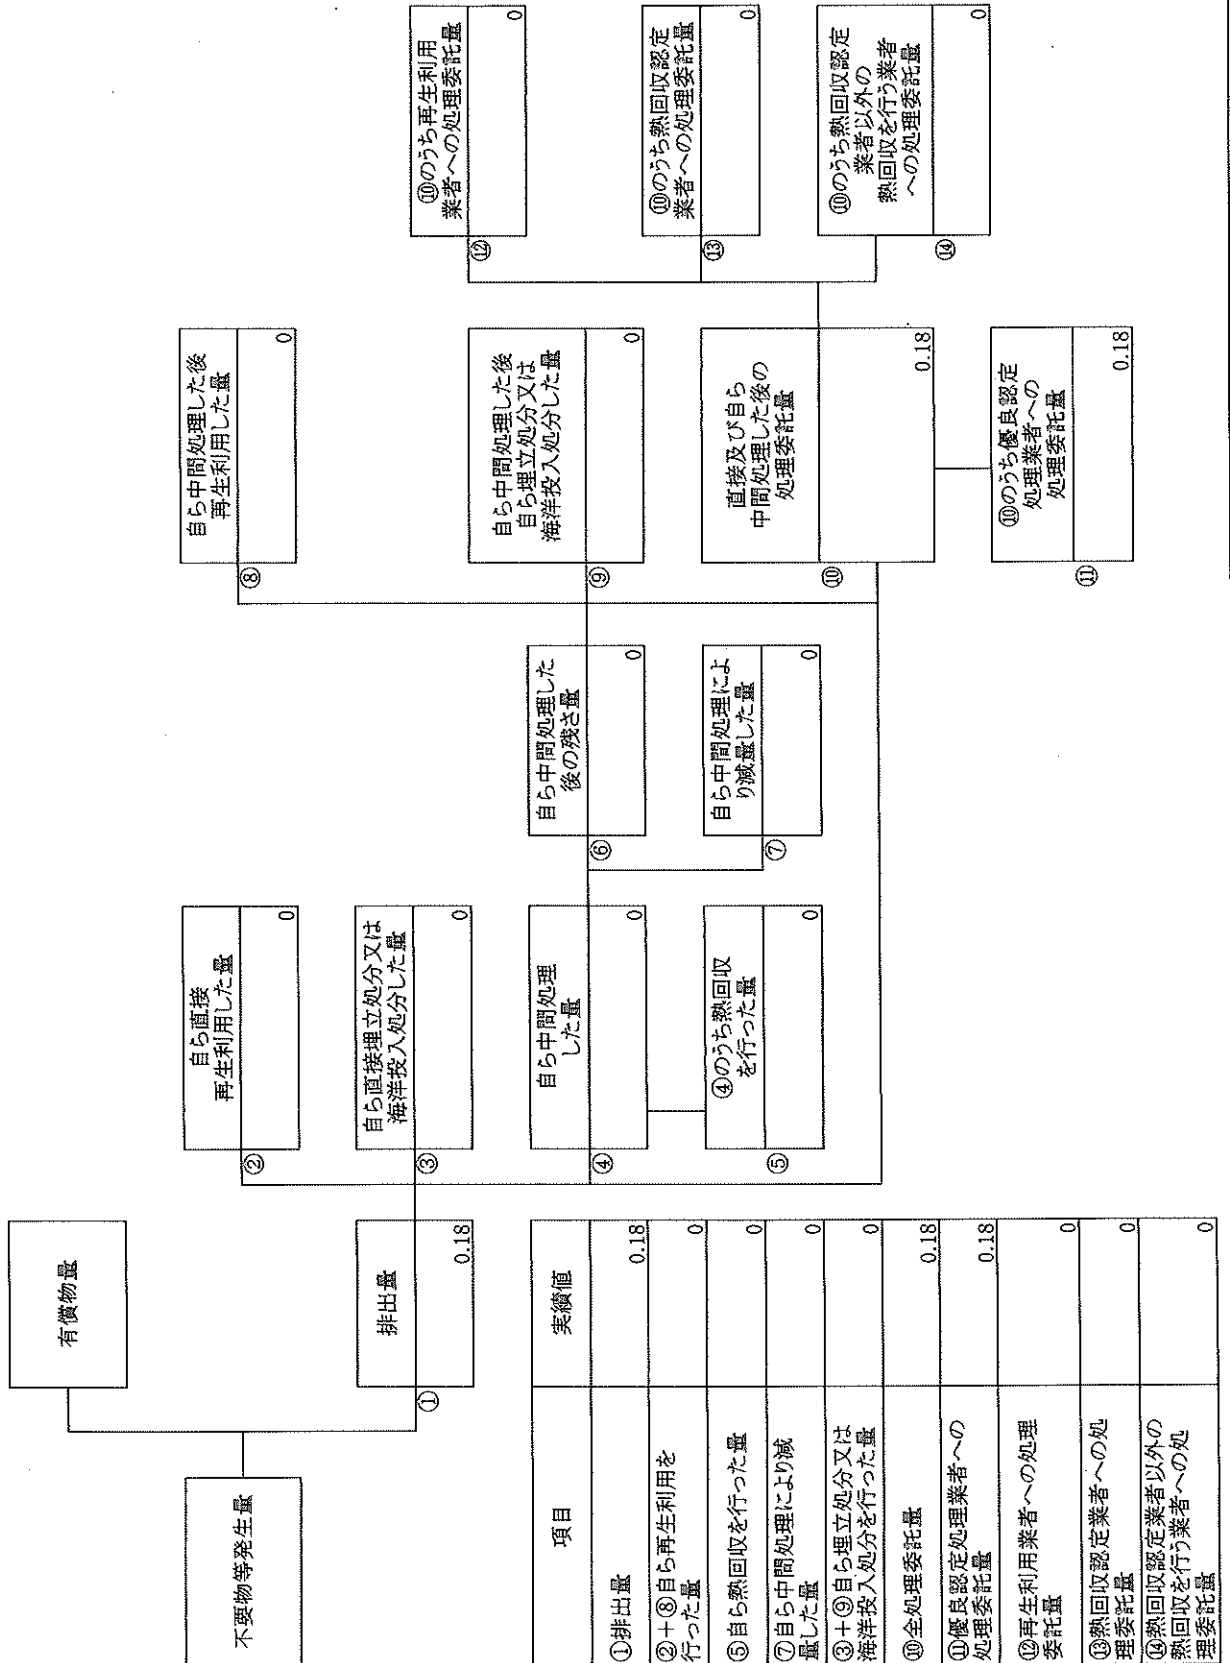 不要物等発生量
有償物量
①
排出量
0.18
②
自ら直接
再生利用した量
0
③
自ら直接埋立処分又は
海洋投入処分した量
0
④
自ら中間処理
した量
0
⑤
④のうち熱回収
を行った量
0
⑥
自ら中間処理した
後の残さ量
0
⑦
自ら中間処理によ
り減量した量
0
⑧
自ら中間処理した後
再生利用した量
0
⑨
自ら中間処理した後
自ら埋立処分又は
海洋投入処分した量
0
⑩
直接及び自ら
中間処理した後の
処理委託量
0.18
⑪
⑩のうち優良認定
処理業者への
処理委託量
0.18
⑫
⑩のうち再生利用
業者への処理委託量
0
⑬
⑩のうち熱回収認定
業者への処理委託量
0
⑭
⑩のうち熱回収認定
業者以外の
熱回収を行う業者
への処理委託量
0
項目 実績値
①排出量 0.18
②+⑧自ら再生利用を
行った量 0
⑤自ら熱回収を行った量 0
⑦自ら中間処理により減
量した量 0
③+⑨自ら埋立処分又は
海洋投入処分を行った量 0
⑩全処理委託量 0.18
⑪優良認定処理業者への
処理委託量 0.18
⑫再生利用業者への処理
委託量 0
⑬熱回収認定業者への処
理委託量 0
⑭熱回収認定業者以外の
熱回収を行う業者への処
理委託量 0